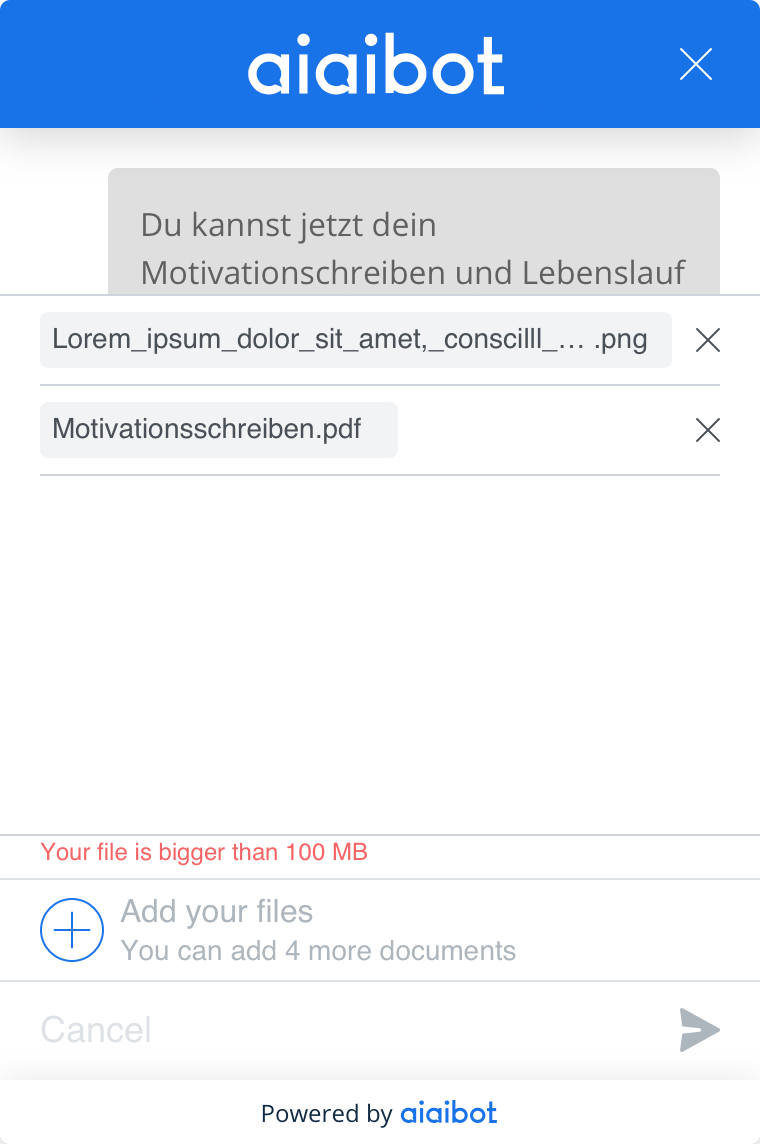 aiaibot
Du kannst jetzt dein
Motivationschreiben und Lebenslauf
Lorem_ipsum_dolor_sit_amet,_conscilll_… .png
Motivationsschreiben.pdf
Your file is bigger than 100 MB
Add your files
You can add 4 more documents
Cancel
Powered by aiaibot